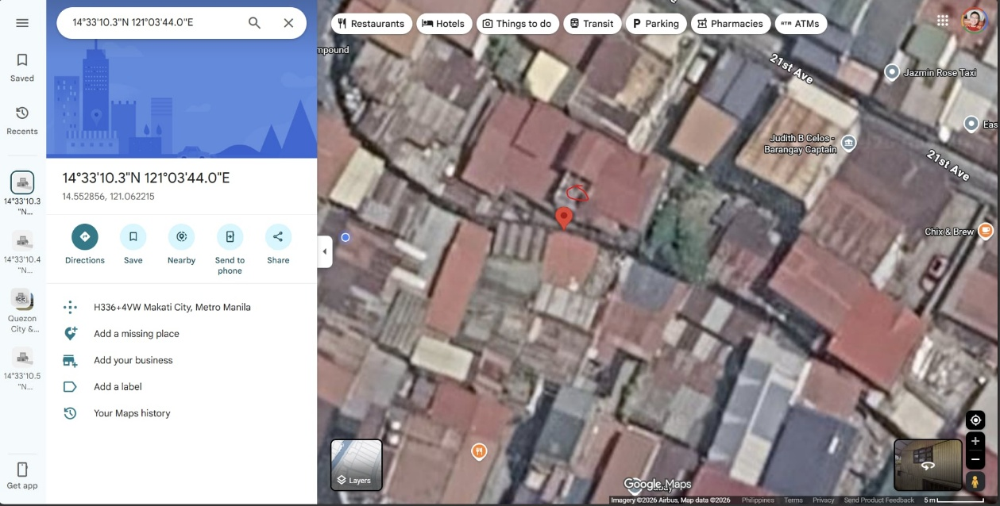 14°33'10.3"N 121°03'44.0"E
Restaurants
Hotels
Things to do
Transit
Parking
Pharmacies
ATM
ATMs
Saved
Recents
14°33'10.3
"N...
14°33'10.4
"N...
33
Quezon
City &...
14°33'10.5
"N...
Get app
14°33'10.3"N 121°03'44.0"E
14.552856, 121.062215
Directions
Save
Nearby
Send to
phone
Share
H336+4VW Makati City, Metro Manila
Add a missing place
Add your business
Add a label
Your Maps history
mpound
21st Ave
Jazmin Rose Taxi
Eas
Judith B Celos -
Barangay Captain
21st Ave
Chix & Brew
Layers
Google Maps
Imagery ©2026 Airbus, Map data ©2026
Philippines
Terms
Privacy
Send Product Feedback
5 m